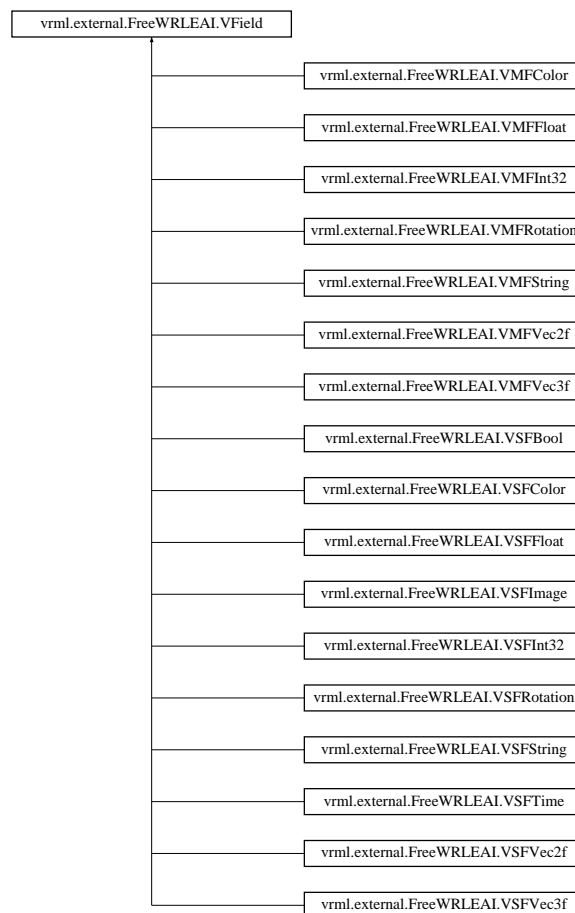 vrml.external.FreeWRLEAI.VField
vrml.external.FreeWRLEAI.VMFColor
vrml.external.FreeWRLEAI.VMFFloat
vrml.external.FreeWRLEAI.VMFInt32
vrml.external.FreeWRLEAI.VMFRotation
vrml.external.FreeWRLEAI.VMFString
vrml.external.FreeWRLEAI.VMFVec2f
vrml.external.FreeWRLEAI.VMFVec3f
vrml.external.FreeWRLEAI.VSFBool
vrml.external.FreeWRLEAI.VSFColor
vrml.external.FreeWRLEAI.VSFFloat
vrml.external.FreeWRLEAI.VSFImage
vrml.external.FreeWRLEAI.VSFInt32
vrml.external.FreeWRLEAI.VSFRotation
vrml.external.FreeWRLEAI.VSFString
vrml.external.FreeWRLEAI.VSFTime
vrml.external.FreeWRLEAI.VSFVec2f
vrml.external.FreeWRLEAI.VSFVec3f